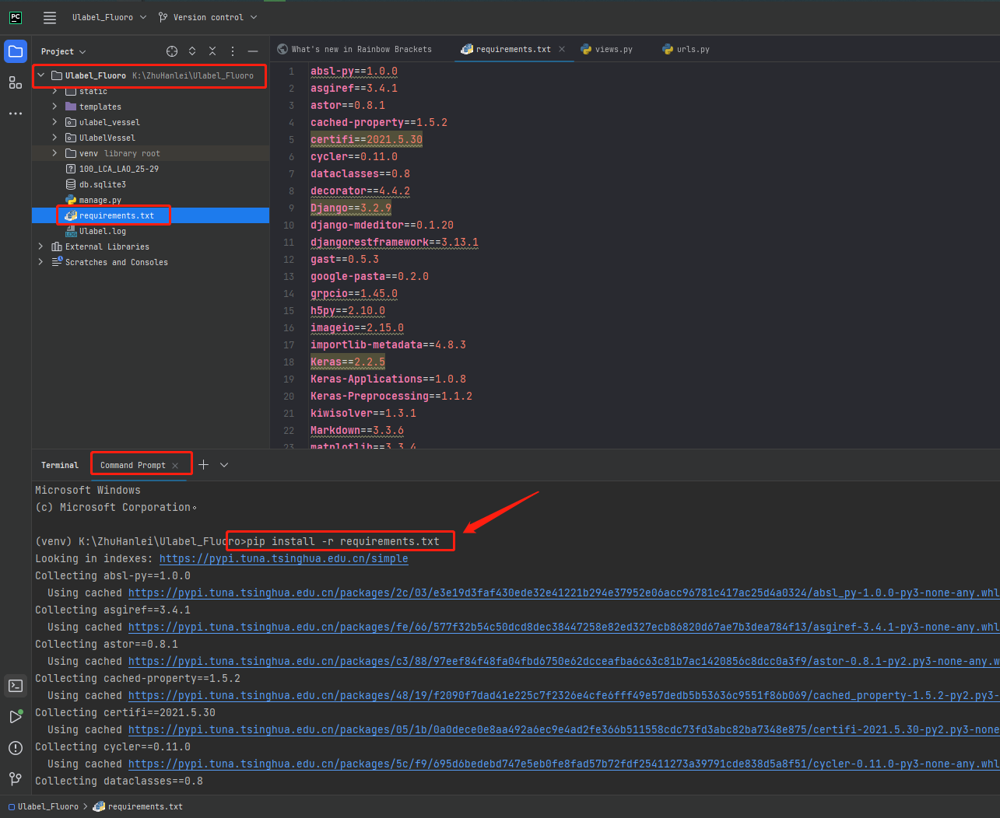 PC
Ulabel_Fluoro
Version control
Project
Ulabel_Fluoro K:\ZhuHanlei\Ulabel_Fluoro
static
templates
ulabel_vessel
UlabelVessel
venv library root
100_LCA_LAO_25-29
db.sqlite3
manage.py
requirements.txt
Ulabel.log
External Libraries
Scratches and Consoles
What's new in Rainbow Brackets
requirements.txt
views.py
urls.py
1 absl-py==1.0.0
2 asgiref==3.4.1
3 astor==0.8.1
4 cached-property==1.5.2
5 certifi==2021.5.30
6 cycler==0.11.0
7 dataclasses==0.8
8 decorator==4.4.2
9 Django==3.2.9
10 django-mdeditor==0.1.20
11 djangorestframework==3.13.1
12 gast==0.5.3
13 google-pasta==0.2.0
14 grpcio==1.45.0
15 h5py==2.10.0
16 imageio==2.15.0
17 importlib-metadata==4.8.3
18 Keras==2.2.5
19 Keras-Applications==1.0.8
20 Keras-Preprocessing==1.1.2
21 kiwisolver==1.3.1
22 Markdown==3.3.6
23 matplotlib==3.3.4
Terminal
Command Prompt
Microsoft Windows
(c) Microsoft Corporation。
(venv) K:\ZhuHanlei\Ulabel_Fluoro>pip install -r requirements.txt
Looking in indexes: https://pypi.tuna.tsinghua.edu.cn/simple
Collecting absl-py==1.0.0
Using cached https://pypi.tuna.tsinghua.edu.cn/packages/2c/03/e3e19d3faf430ede32e41221b294e37952e06acc96781c417ac25d4a0324/absl_py-1.0.0-py3-none-any.whl
Collecting asgiref==3.4.1
Using cached https://pypi.tuna.tsinghua.edu.cn/packages/fe/66/577f32b54c50dcd8dec38447258e82ed327ecb86820d67ae7b3dea784f13/asgiref-3.4.1-py3-none-any.whl
Collecting astor==0.8.1
Using cached https://pypi.tuna.tsinghua.edu.cn/packages/c3/88/97eef84f48fa04fbd6750e62dcceafba6c63c81b7ac1420856c8dcc0a3f9/astor-0.8.1-py2.py3-none-any.w
Collecting cached-property==1.5.2
Using cached https://pypi.tuna.tsinghua.edu.cn/packages/48/19/f2090f7dad41e225c7f2326e4cfe6fff49e57dedb5b53636c9551f86b069/cached_property-1.5.2-py2.py3-
Collecting certifi==2021.5.30
Using cached https://pypi.tuna.tsinghua.edu.cn/packages/05/1b/0a0dece0e8aa492a6ec9e4ad2fe366b511558cdc73fd3abc82ba7348e875/certifi-2021.5.30-py2.py3-none
Collecting cycler==0.11.0
Using cached https://pypi.tuna.tsinghua.edu.cn/packages/5c/f9/695d6bedebd747e5eb0fe8fad57b72fdf25411273a39791cde838d5a8f51/cycler-0.11.0-py3-none-any.whl
Collecting dataclasses==0.8
Ulabel_Fluoro > requirements.txt